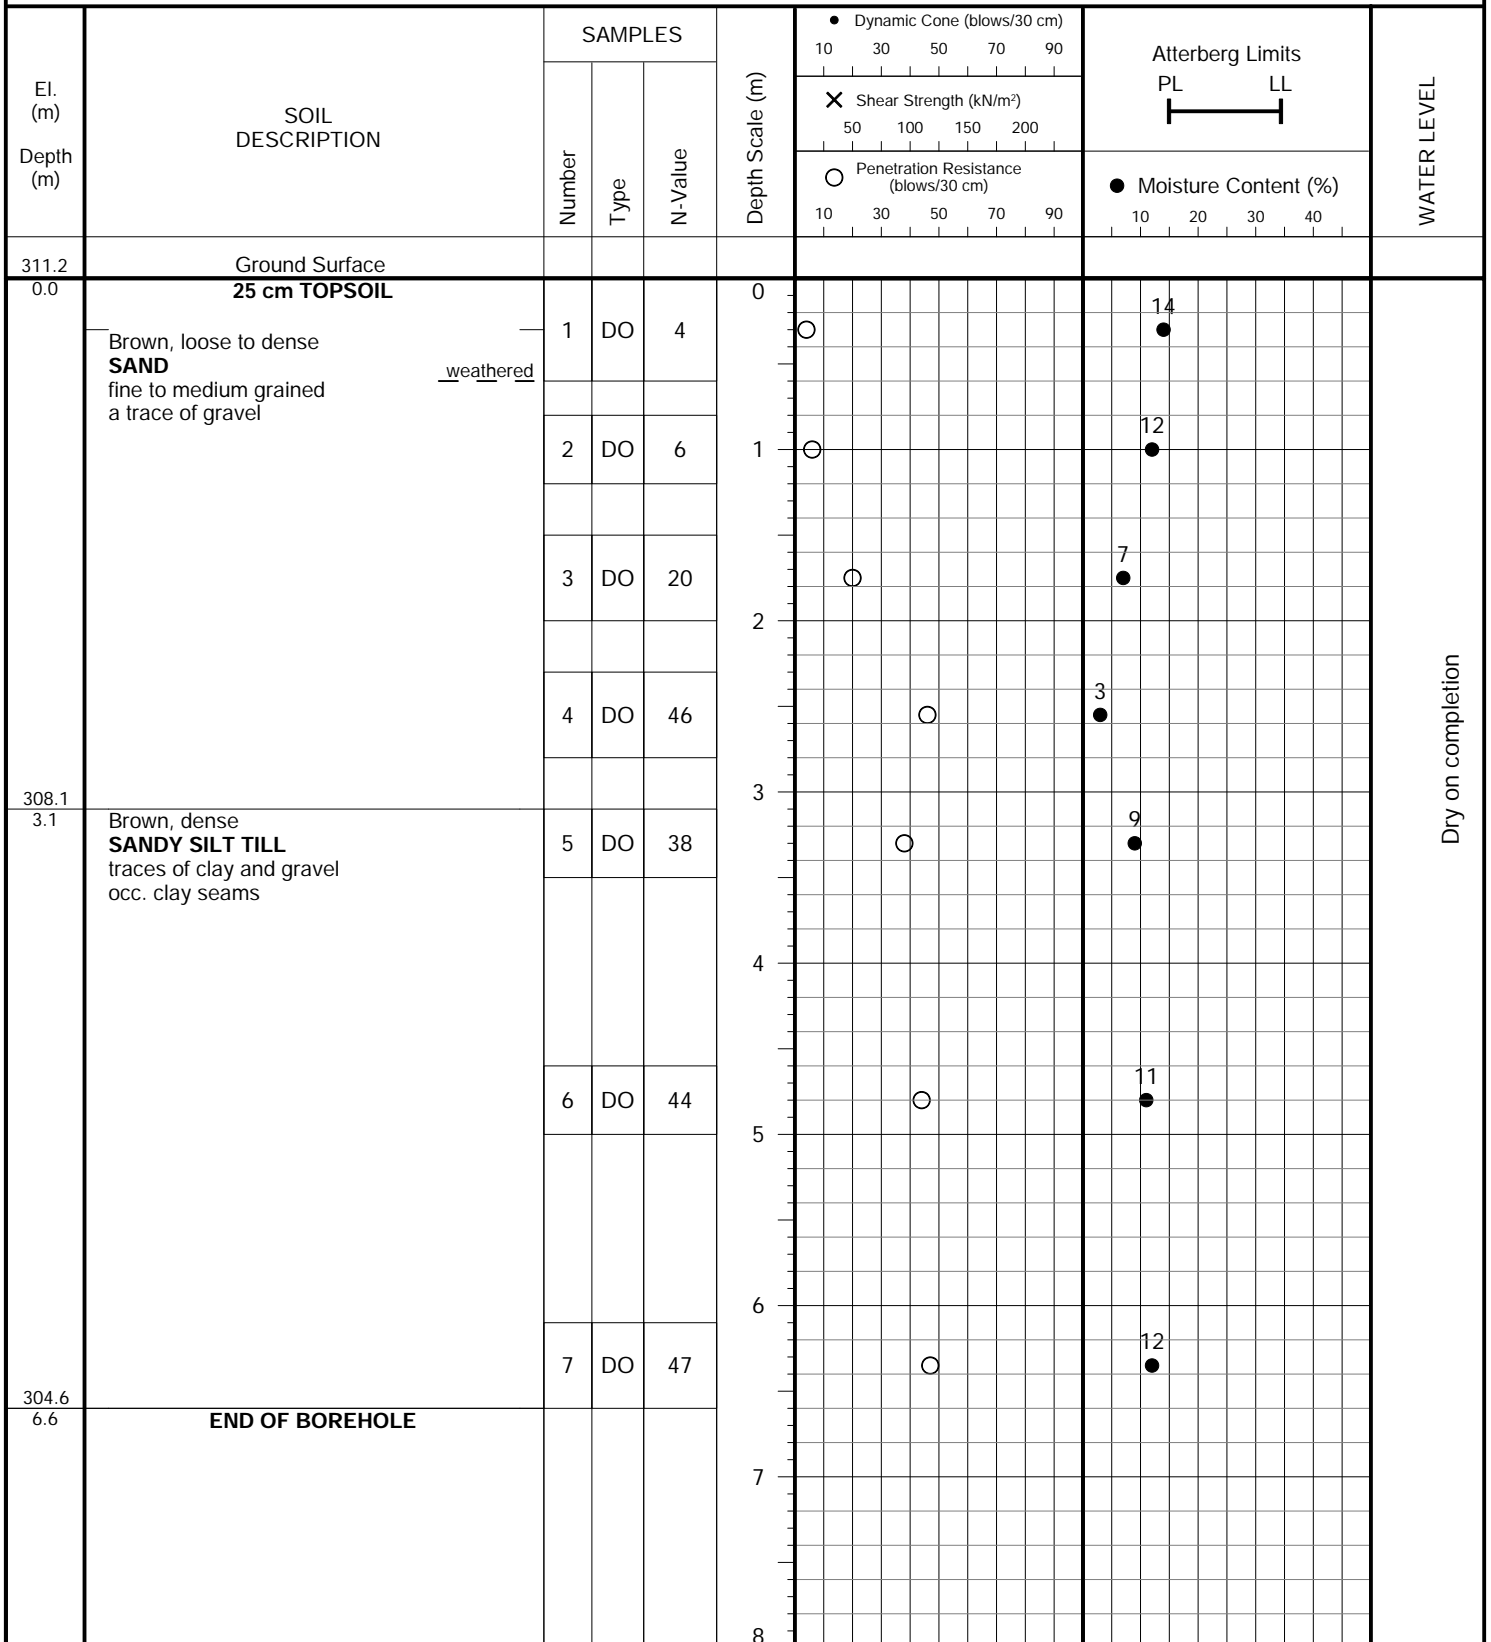 El.
(m)
Depth
(m)
SOIL
DESCRIPTION
SAMPLES
Number
Type
N-Value
Depth Scale (m)
Dynamic Cone (blows/30 cm)
10 30 50 70 90
Shear Strength (kN/m²)
50 100 150 200
Penetration Resistance
(blows/30 cm)
10 30 50 70 90
Atterberg Limits
PL LL
Moisture Content (%)
10 20 30 40
WATER LEVEL
311.2 Ground Surface
0.0 25 cm TOPSOIL
Brown, loose to dense
SAND
weathered
fine to medium grained
a trace of gravel
308.1
3.1 Brown, dense
SANDY SILT TILL
traces of clay and gravel
occ. clay seams
304.6
6.6 END OF BOREHOLE
1 DO 4
2 DO 6
3 DO 20
4 DO 46
5 DO 38
6 DO 44
7 DO 47
0
1
2
3
4
5
6
7
8
14
12
7
3
9
11
12
Dry on completion